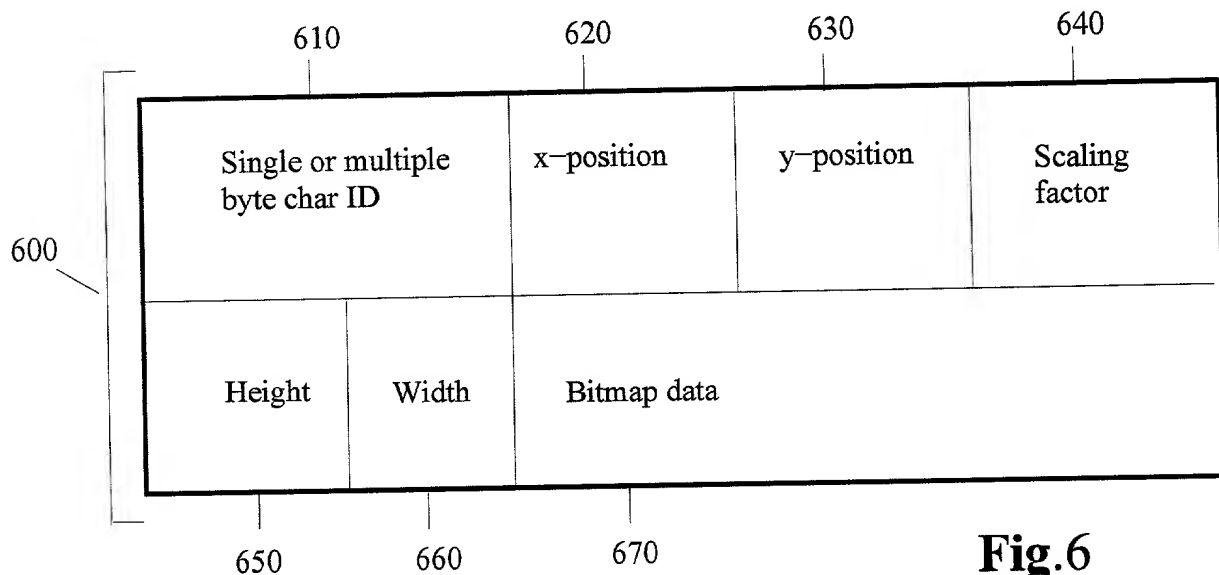 610 620 630 640
Single or multiple
byte char ID
x-position
y-position
Scaling
factor
600
Height
Width
Bitmap data
650 660 670
Fig.6